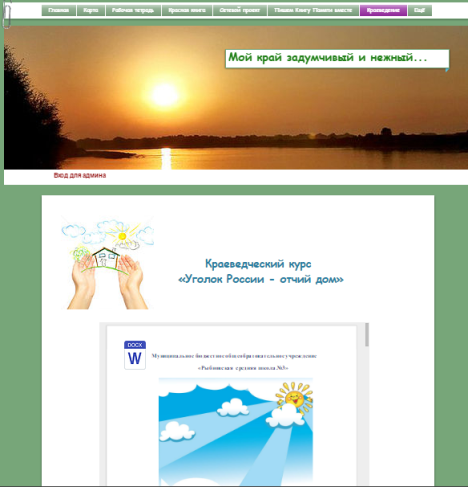 Главная Карта Рабочая тетрадь Красная книга Сетевой проект Пишем Книгу Памяти вместе Краеведение Ещё
Мой край задумчивый и нежный...
Вход для админа
Краеведческий курс
«Уголок России - отчий дом»
DOCX
W
Муниципальное бюджетное общеобразовательное учреждение
«Рыбинская средняя школа №3»